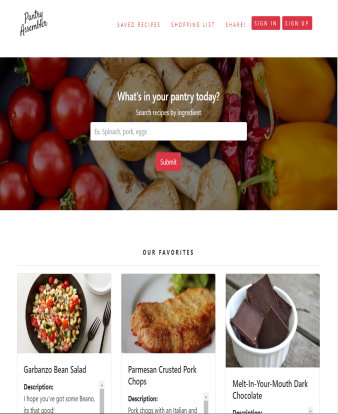 Pantry
Assembler
SAVED RECIPES SHOPPING LIST SHARE! SIGN IN SIGN UP
What's in your pantry today?
Search recipes by ingredient
Ex. Spinach, pork, eggs
Submit
OUR FAVORITES
Garbanzo Bean Salad
Description:
I hope you've got some Beano,
its that good!
Parmesan Crusted Pork
Chops
Description:
Pork chops with an Italian and
Melt-In-Your-Mouth Dark
Chocolate
Description: